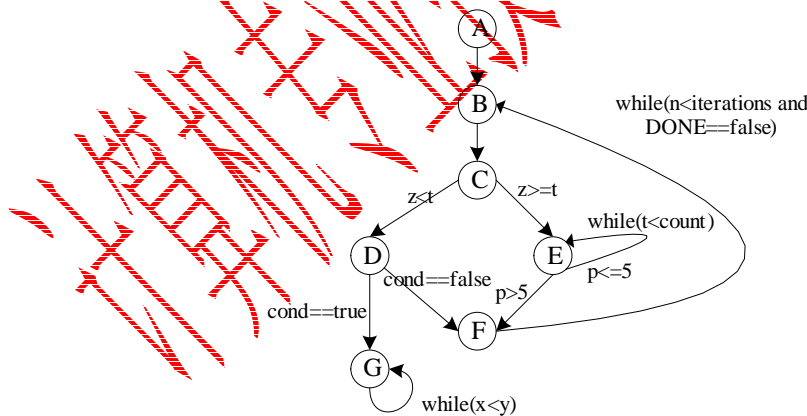 A
B
while(n<iterations and
DONE==false)
C
z<t
z>=t
while(t<count)
D
E
cond==false
p<=5
p>5
cond==true
F
G
while(x<y)